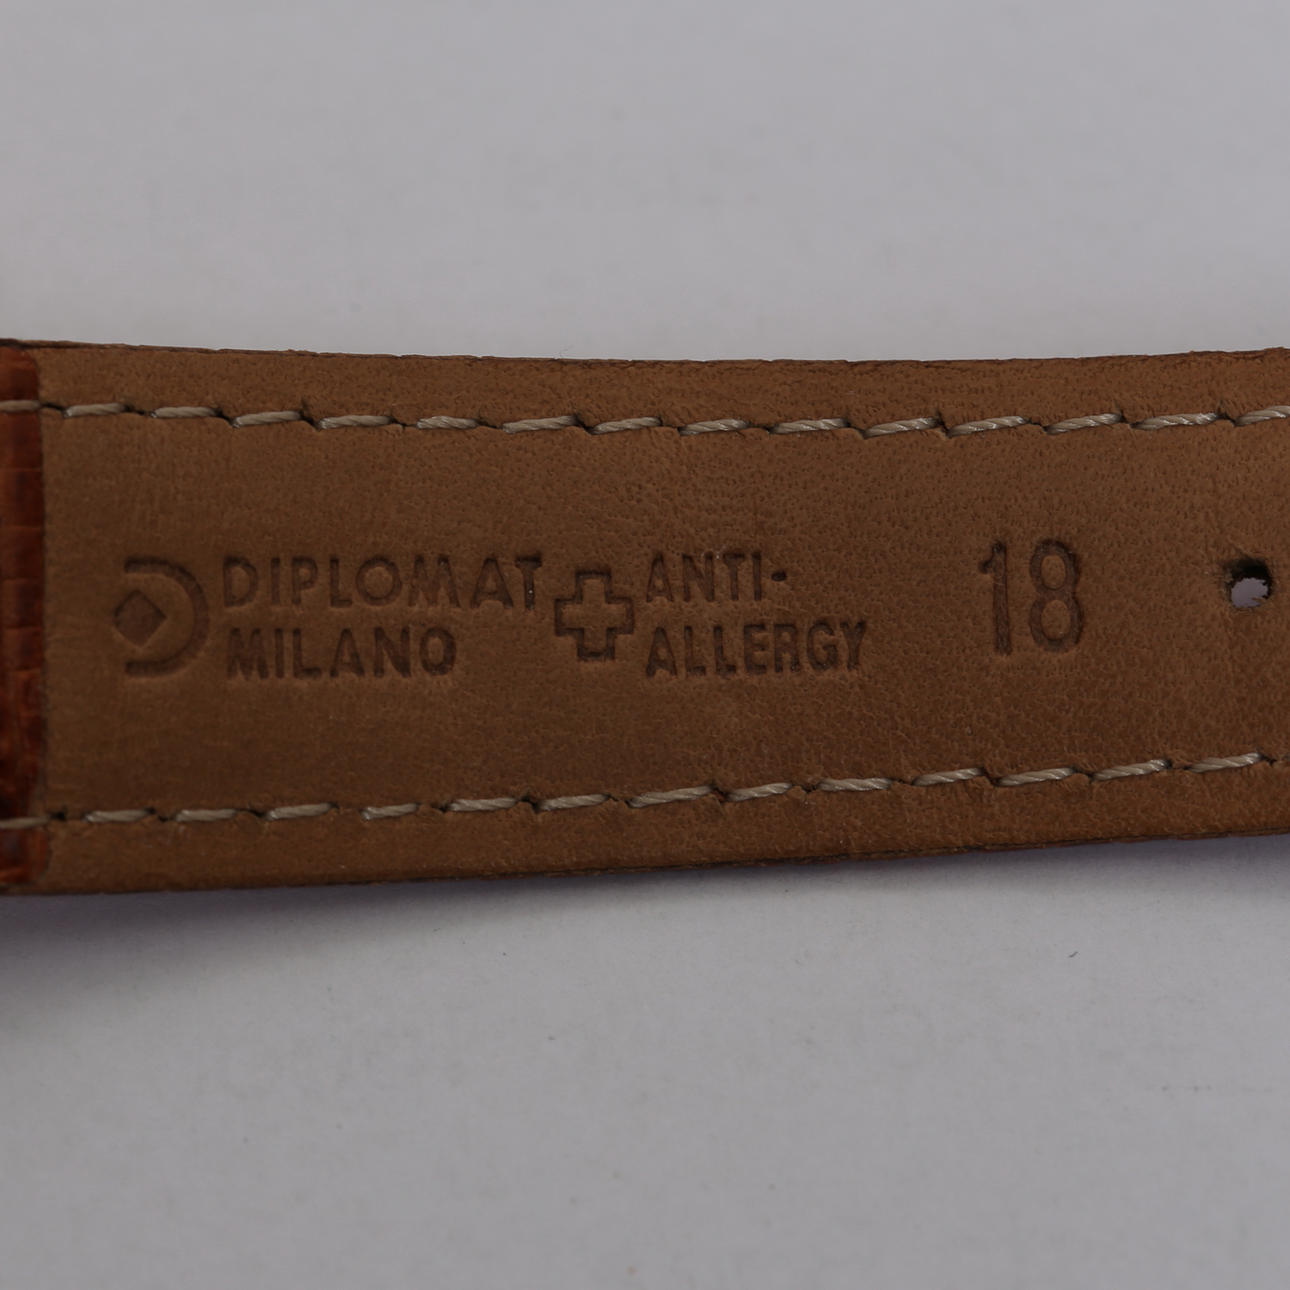 DIPLOMAT
MILANO
ANTI-
ALLERGY
18